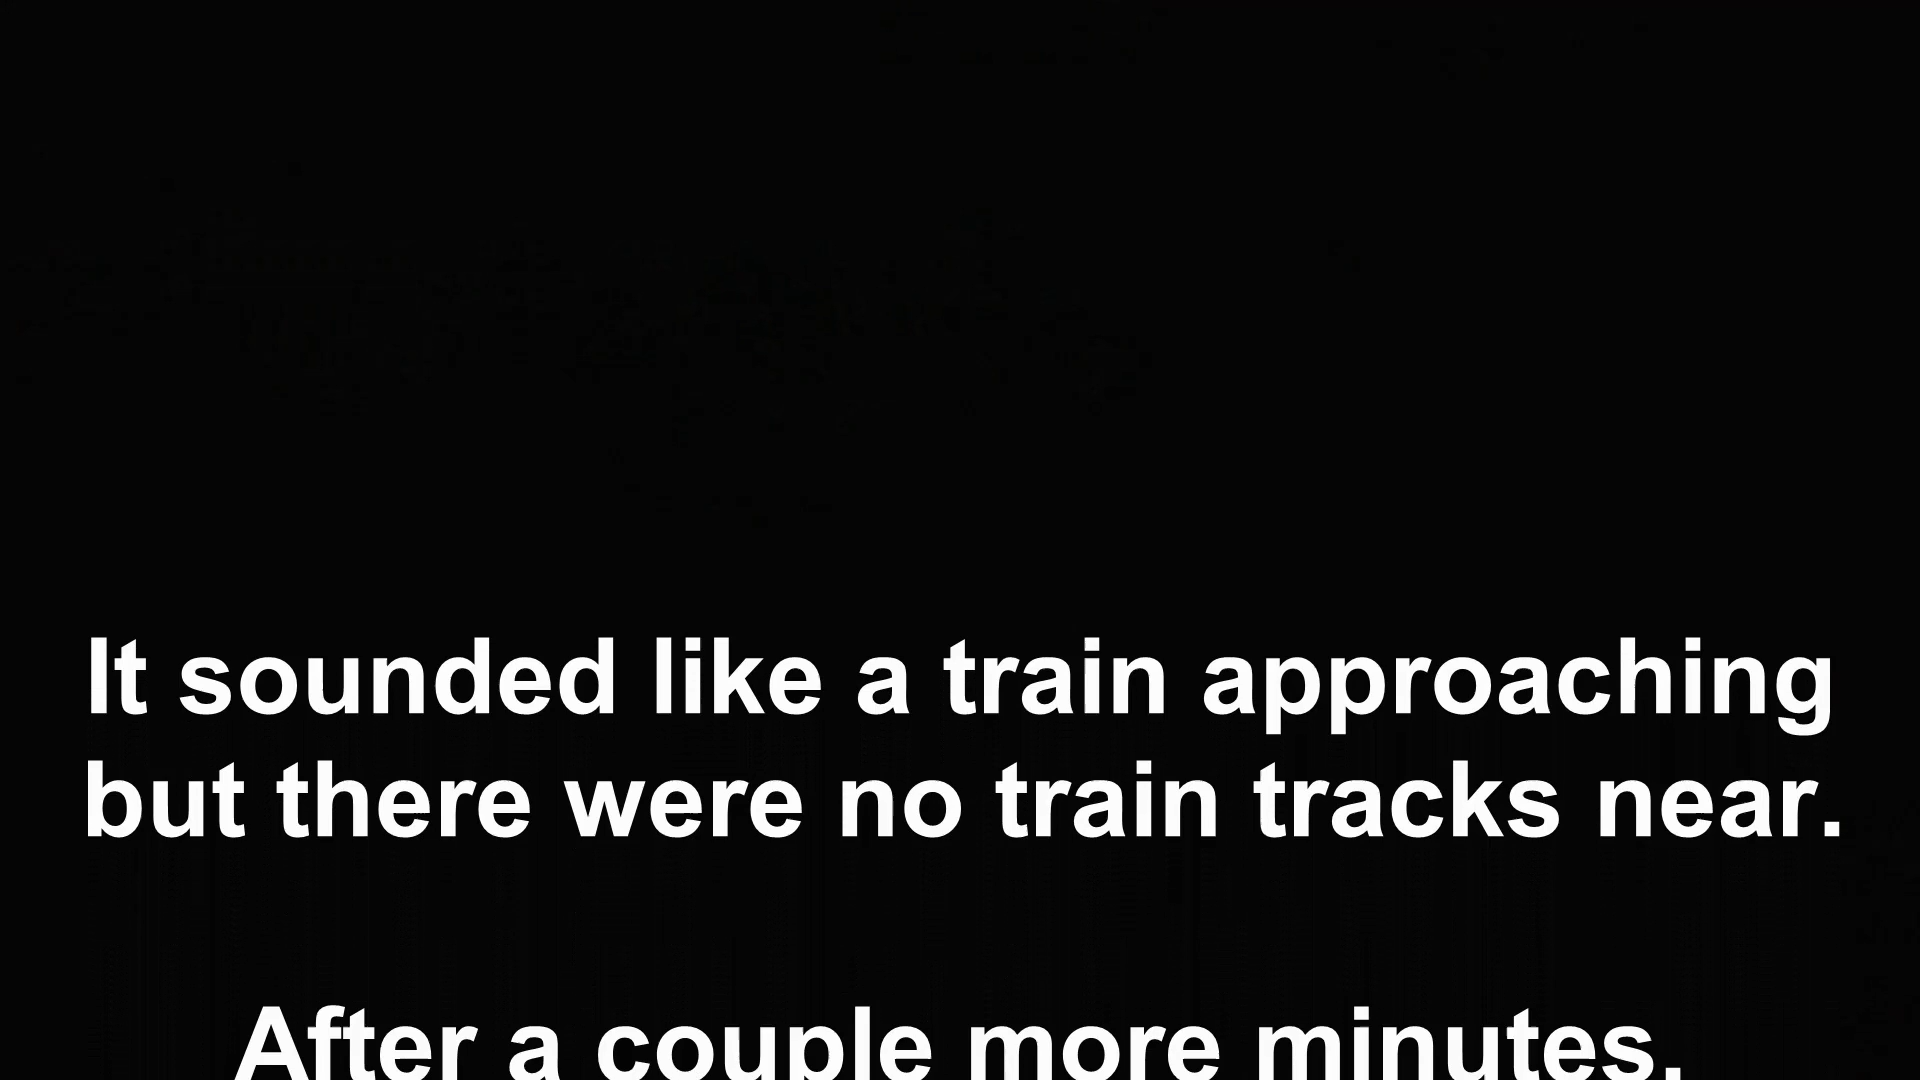 It sounded like a train approaching
but there were no train tracks near.
After a couple more minutes,